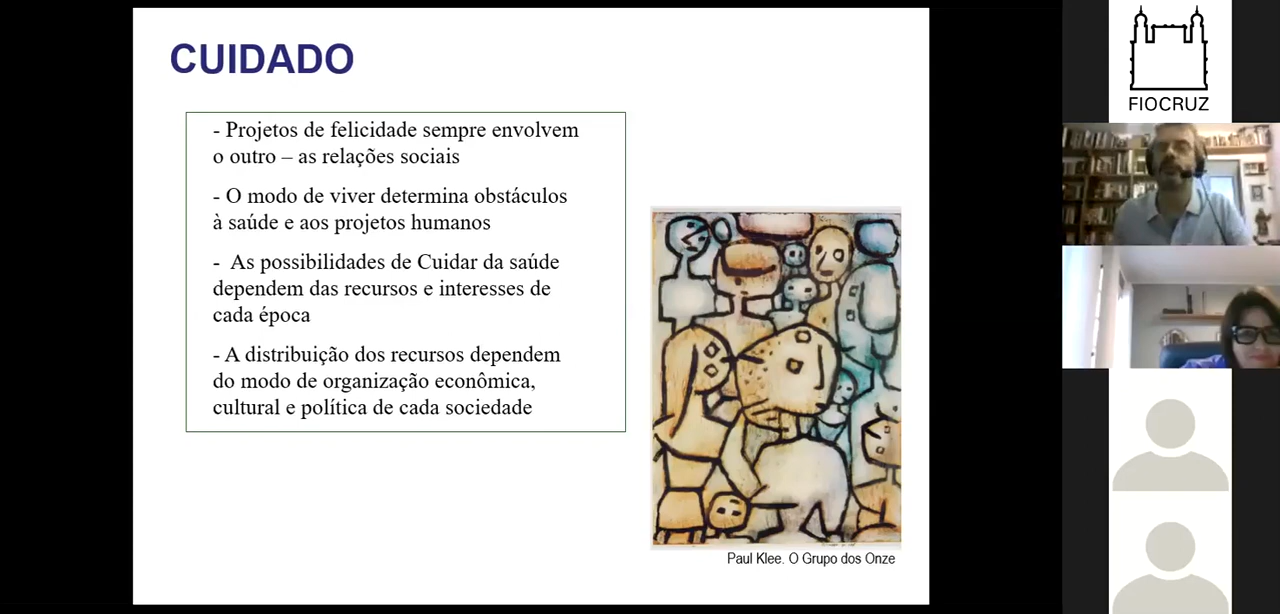 CUIDADO
- Projetos de felicidade sempre envolvem
o outro – as relações sociais
- O modo de viver determina obstáculos
à saúde e aos projetos humanos
- As possibilidades de Cuidar da saúde
dependem das recursos e interesses de
cada época
- A distribuição dos recursos dependem
do modo de organização econômica,
cultural e política de cada sociedade
Paul Klee. O Grupo dos Onze
FIOCRUZ